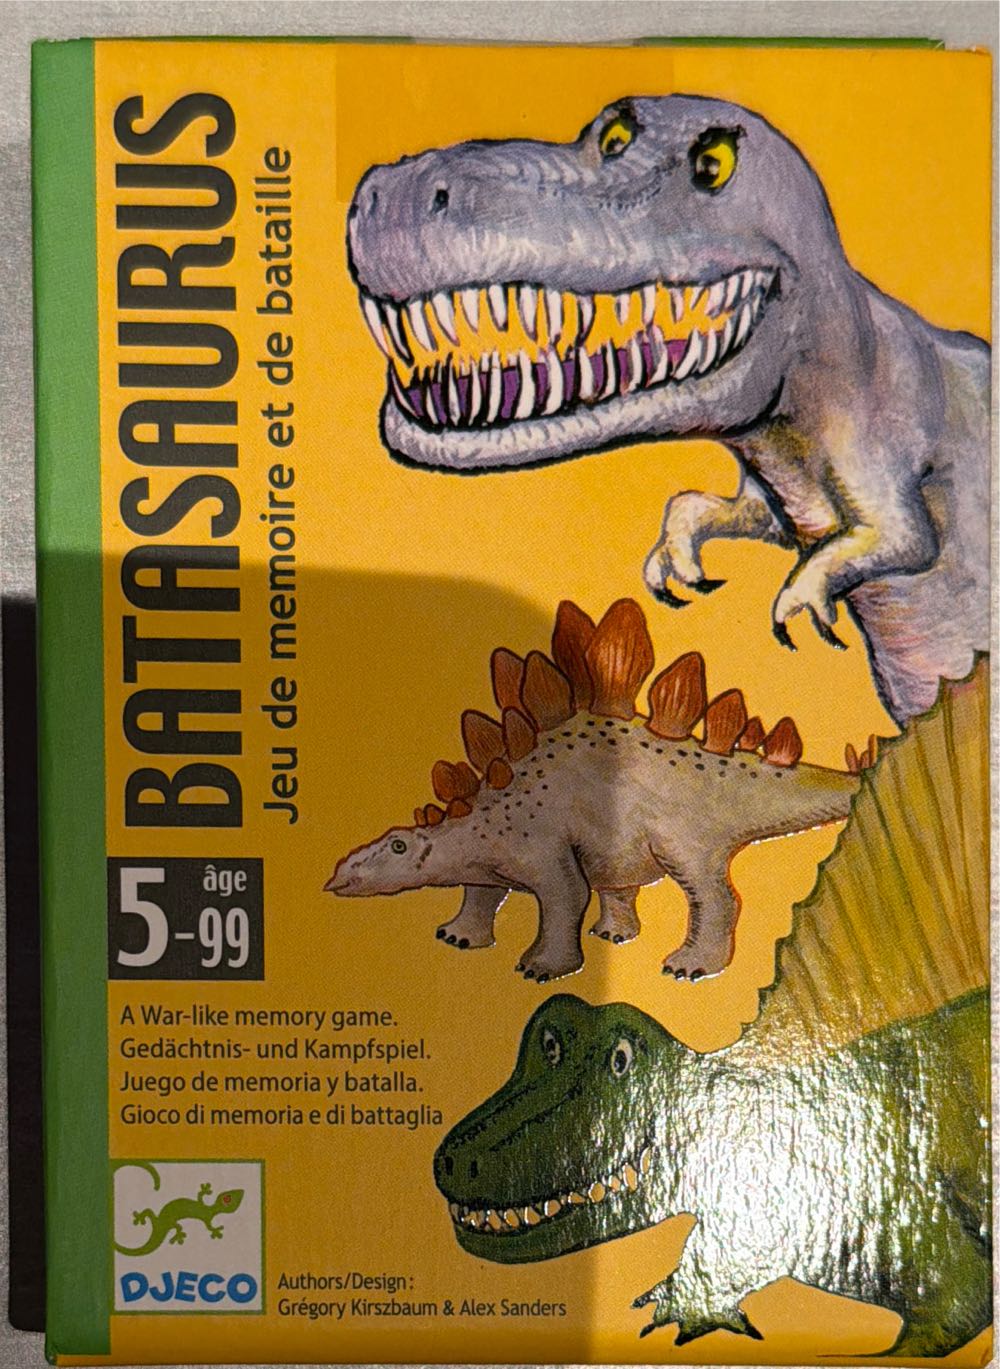 BATASAURUS
Jeu de memoire et de bataille
âge
5-99
A War-like memory game.
Gedächtnis- und Kampfspiel.
Juego de memoria y batalla.
Gioco di memoria e di battaglia
DJECO
Authors/Design :
Grégory Kirszbaum & Alex Sanders